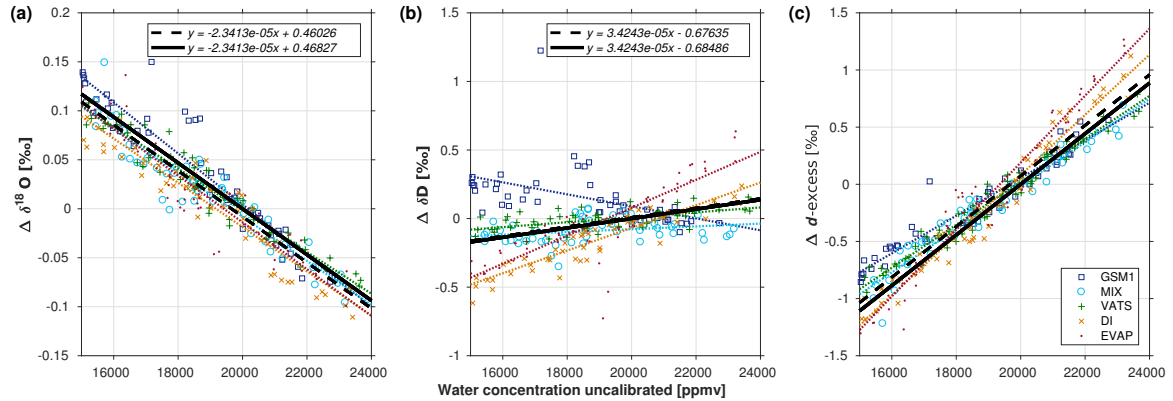 (a)
0.2
0.15
0.1
0.05
0
-0.05
-0.1
-0.15
Δ δ¹⁸ O [‰]
y = -2.3413e-05x + 0.46026
y = -2.3413e-05x + 0.46827
16000 18000 20000 22000 24000
(b)
1.5
1
0.5
0
-0.5
-1
Δ δD [‰]
y = 3.4243e-05x - 0.67635
y = 3.4243e-05x - 0.68486
16000 18000 20000 22000 24000
Water concentration uncalibrated [ppmv]
(c)
1.5
1
0.5
0
-0.5
-1
-1.5
Δ d-excess [‰]
GSM1
MIX
VATS
DI
EVAP
16000 18000 20000 22000 24000